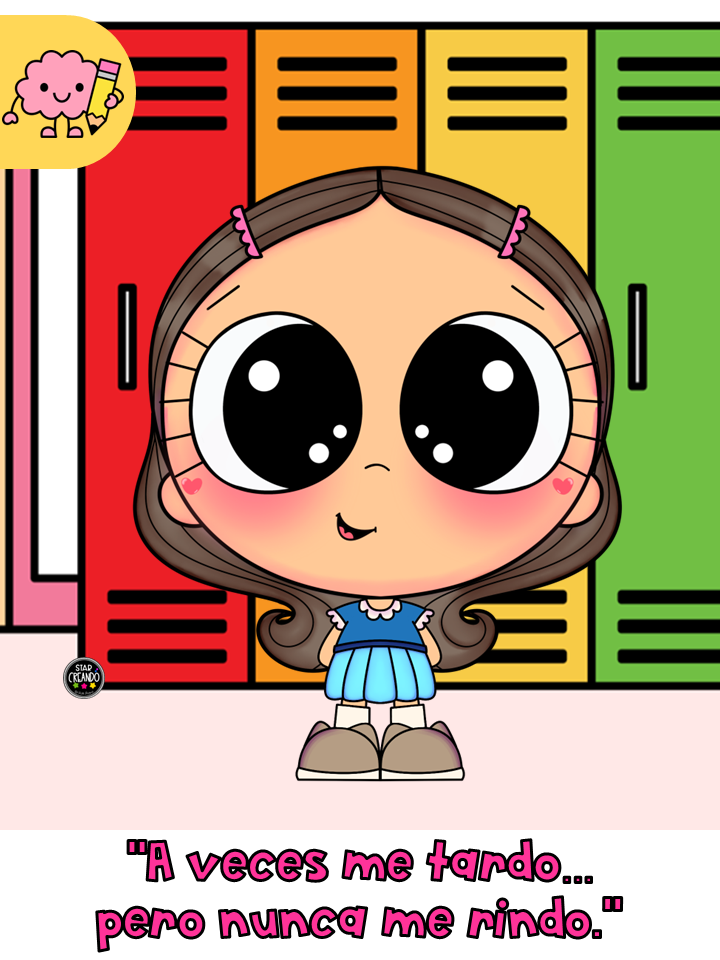 STAR
CREANDO
"A veces me tardo...
pero nunca me rindo."